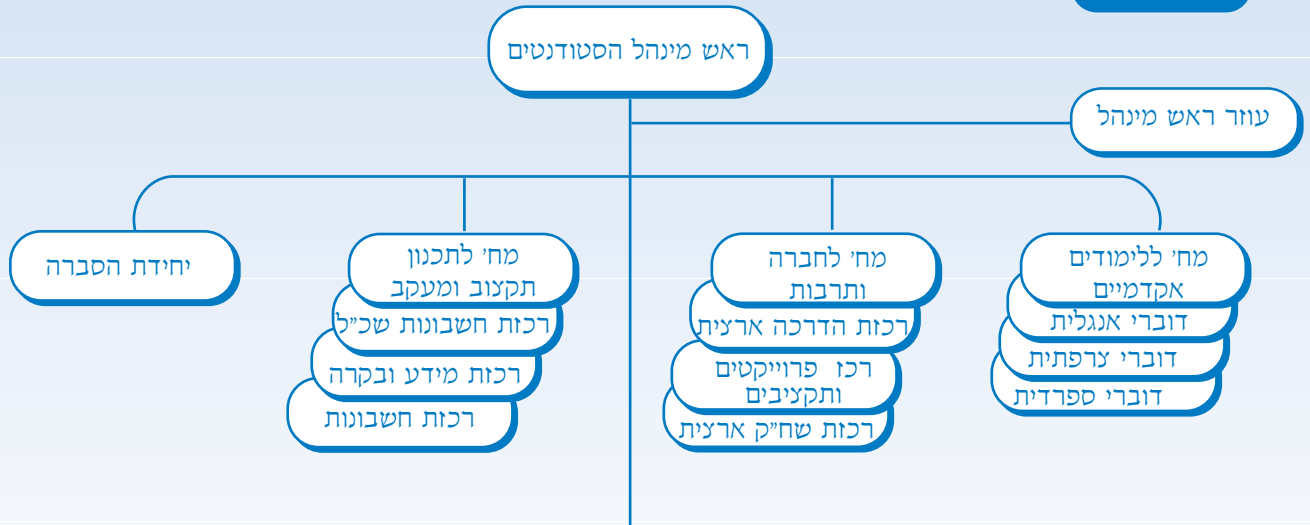 ראש מינהל הסטודנטים
עוזר ראש מינהל
מח' ללימודים
אקדמיים
דוברי אנגלית
דוברי צרפתית
דוברי ספרדית
מח' לחברה
ותרבות
רכזת הדרכה ארצית
רכז פרוייקטים
ותקציבים
רכזת שח"ק ארצית
מח' לתכנון
תקצוב ומעקב
רכזת חשבונות שכ"ל
רכזת מידע ובקרה
רכזת חשבונות
יחידת הסברה